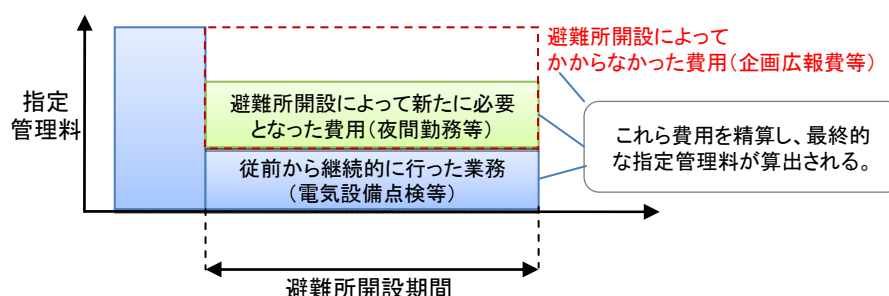 避難所開設によって
かからなかった費用(企画広報費等)
指定
管理料
避難所開設によって新たに必要
となった費用(夜間勤務等)
これら費用を精算し、最終的
な指定管理料が算出される。
従前から継続的に行った業務
(電気設備点検等)
避難所開設期間